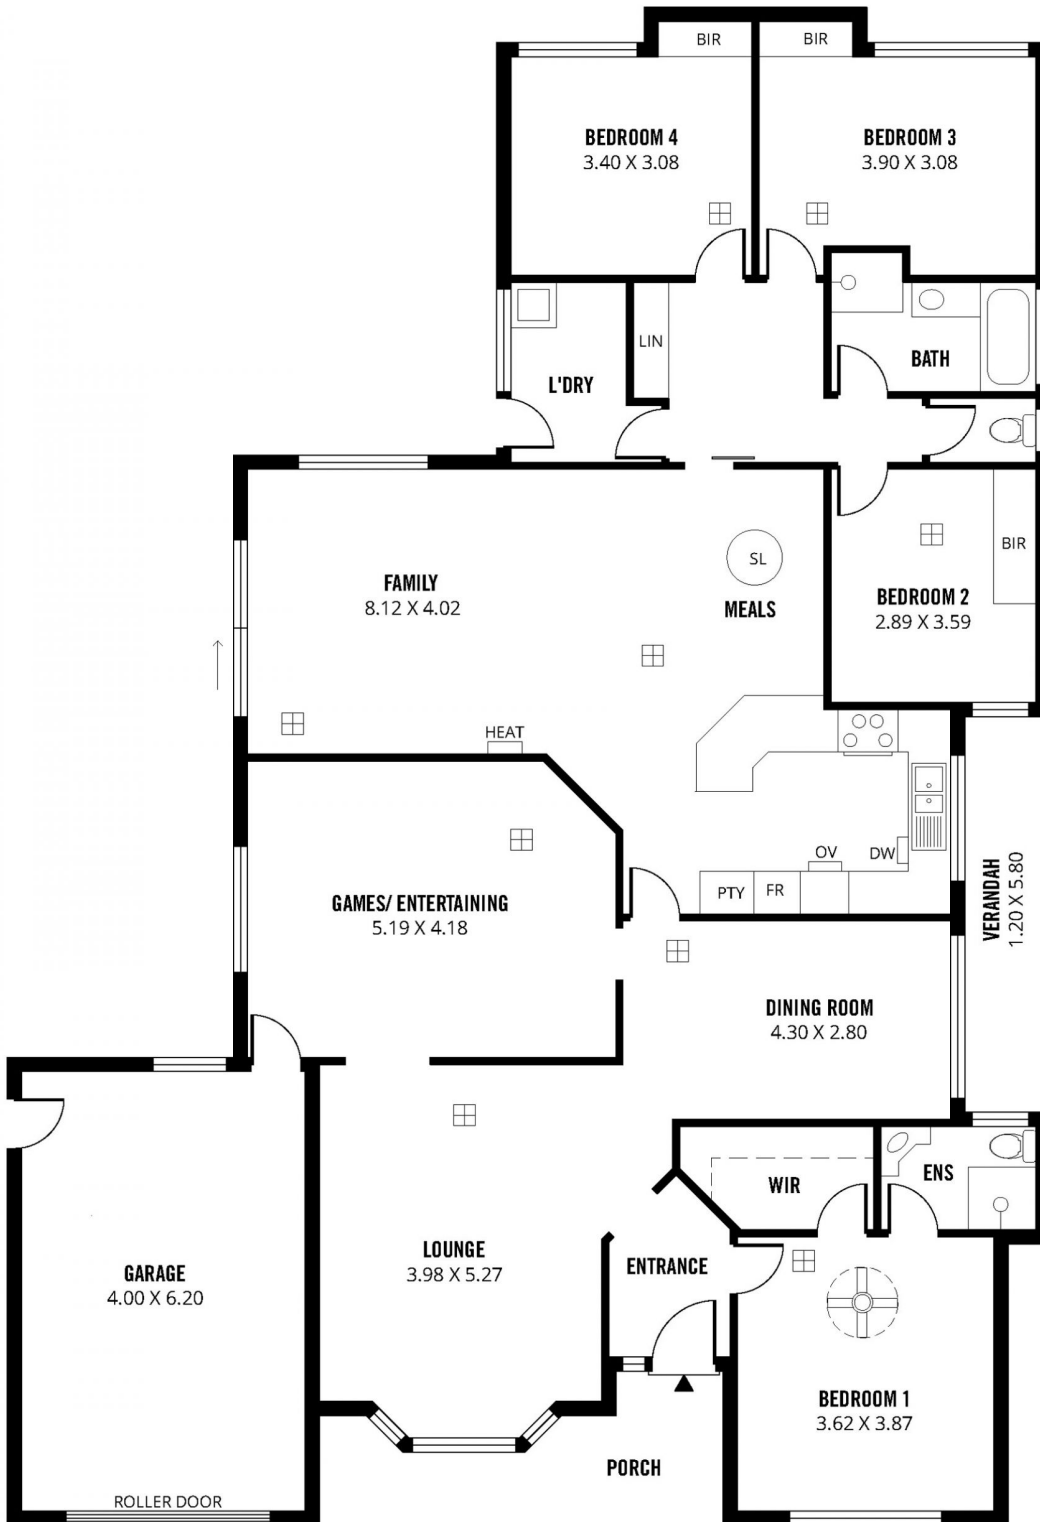 BIR
BIR
BEDROOM 4
3.40 X 3.08
BEDROOM 3
3.90 X 3.08
LIN
L'DRY
BATH
FAMILY
8.12 X 4.02
SL
MEALS
BIR
BEDROOM 2
2.89 X 3.59
HEAT
OV
DW
PTY
FR
VERANDAH
1.20 X 5.80
GAMES/ ENTERTAINING
5.19 X 4.18
DINING ROOM
4.30 X 2.80
WIR
ENS
LOUNGE
3.98 X 5.27
ENTRANCE
GARAGE
4.00 X 6.20
BEDROOM 1
3.62 X 3.87
PORCH
ROLLER DOOR